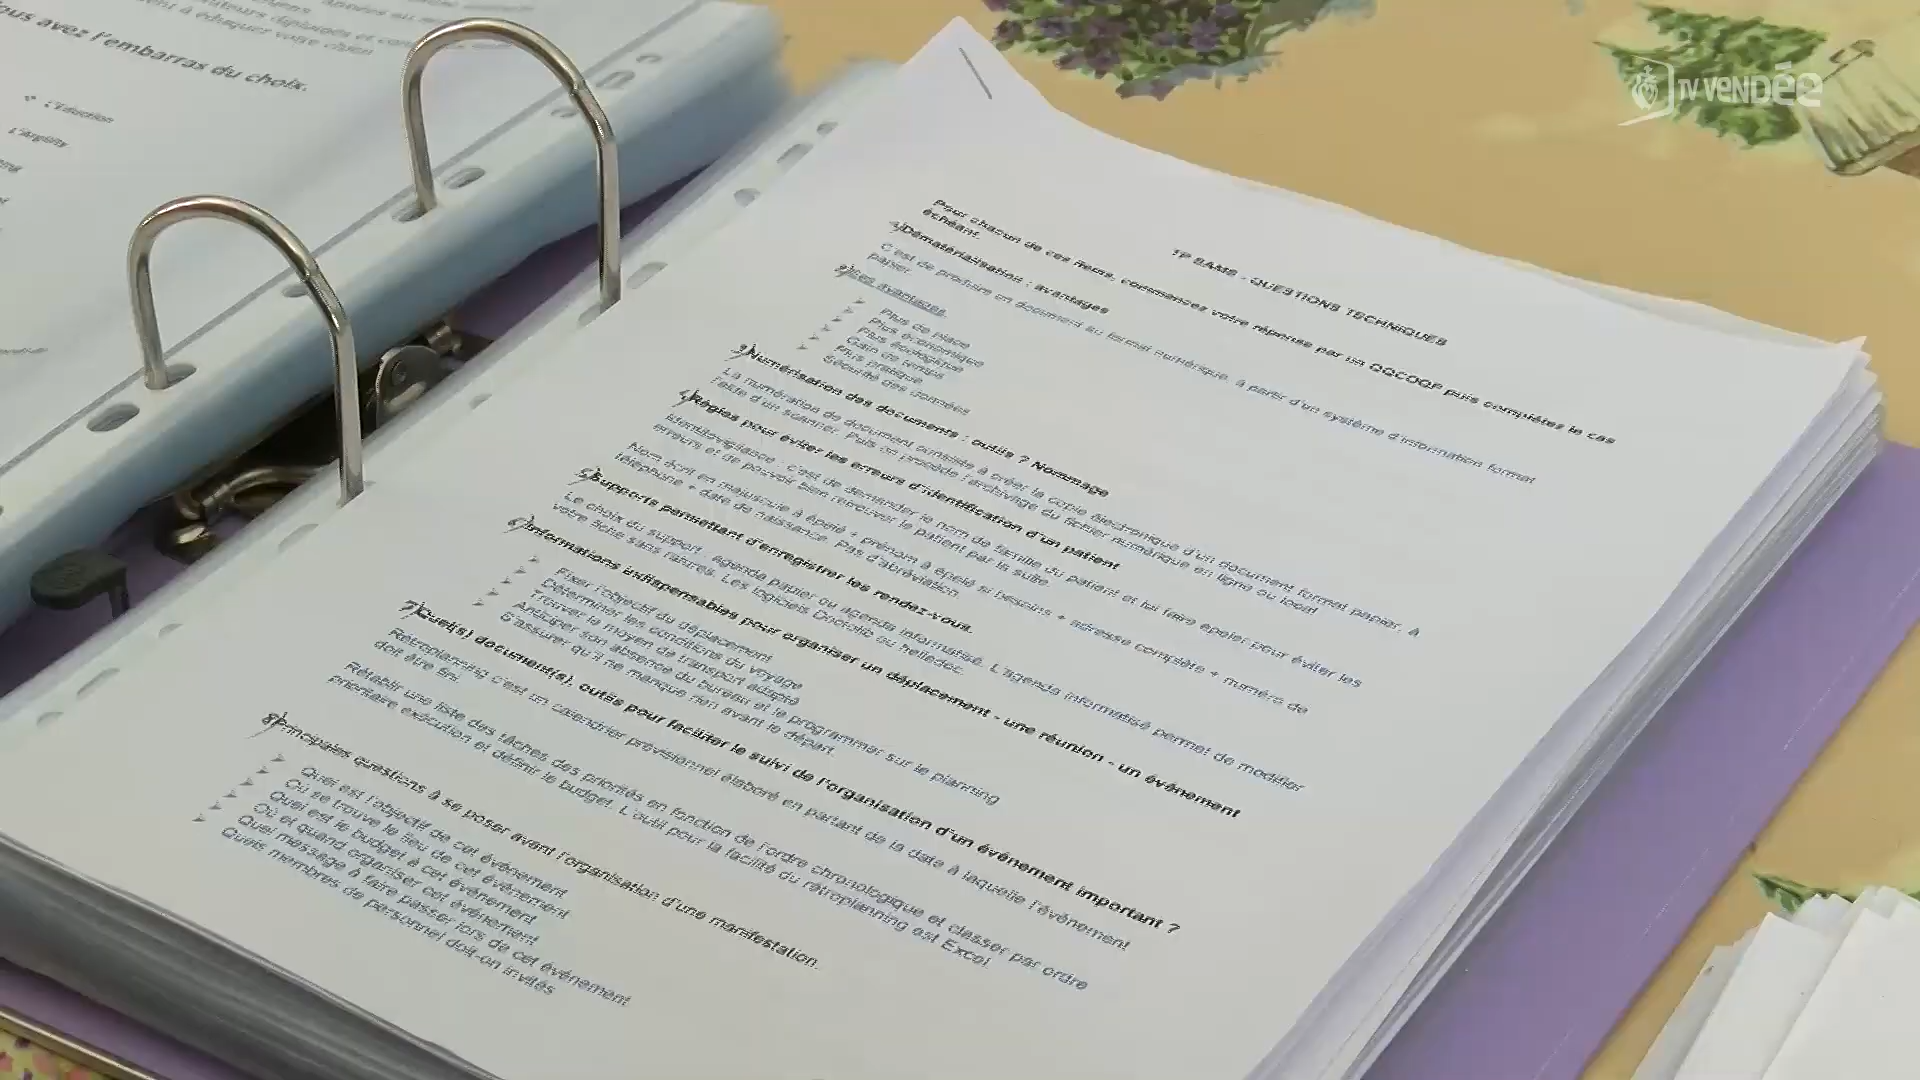 vous avez l'embarras du choix.
L'Éducation
L'Agility
TV VENDÉE
TP SAMS - QUESTIONS TECHNIQUES
Pour chacun de ces items, commencez votre réponse par un QQCOQP puis complétez le cas
échéant.
1) Dématérialisation : avantages
C'est de produire un document au format numérique, à partir d'un système d'information format
papier.
2) Les avantages
Plus de place
Plus économique
Plus écologique
Gain de temps
Plus pratique
Sécurité des données
3) Numérisation des documents : outils ? Nommage
La numération de document consiste à créer la copie électronique d'un document format papier, à
l'aide d'un scanner. Puis on procède l'archivage du fichier numérique en ligne ou local
4) Règles pour éviter les erreurs d'identification d'un patient
Identitovigilance : c'est de demander le nom de famille du patient et lui faire épeler pour éviter les
erreurs et de pouvoir bien retrouver le patient par la suite
Nom écrit en majuscule à épelé + prénom à épelé si besoins + adresse complète + numéro de
téléphone + date de naissance. Pas d'abréviation.
5) Supports permettant d'enregistrer les rendez-vous.
Le choix du support, agenda papier ou agenda informatisé. L'agenda informatisé permet de modifier
votre fiche sans ratures. Les logiciels Doctolib ou hellodoc.
6) Informations indispensables pour organiser un déplacement - une réunion - un événement
Fixer l'objectif du déplacement
Déterminer les conditions du voyage
Trouver le moyen de transport adapté
Anticiper son absence du bureau et le programmer sur le planning
S'assurer qu'il ne manque rien avant le départ.
7) Quel(s) document(s), outils pour faciliter le suivi de l'organisation d'un événement important ?
Rétroplanning c'est un calendrier prévisionnel élaboré en partant de la date à laquelle l'événement
doit être fini.
Rétablir une liste des tâches des priorités en fonction de l'ordre chronologique et classer par ordre
prioritaire exécution et définir le budget. L'outil pour la facilité du rétroplanning est Excel
8) Principales questions à se poser avant l'organisation d'une manifestation.
Quel est l'objectif de cet événement
Où se trouve le lieu de cet événement
Quel est le budget à cet événement
Où et quand organiser cet événement
Quel message à faire passer lors de cet événement
Quels membres de personnel doit-on invités